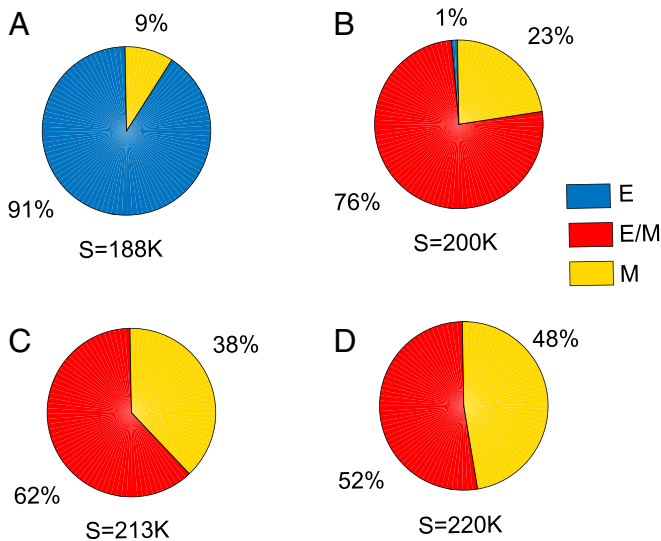 A
9%
91%
S=188K
B
1%
23%
76%
S=200K
E
E/M
M
C
38%
62%
S=213K
D
48%
52%
S=220K